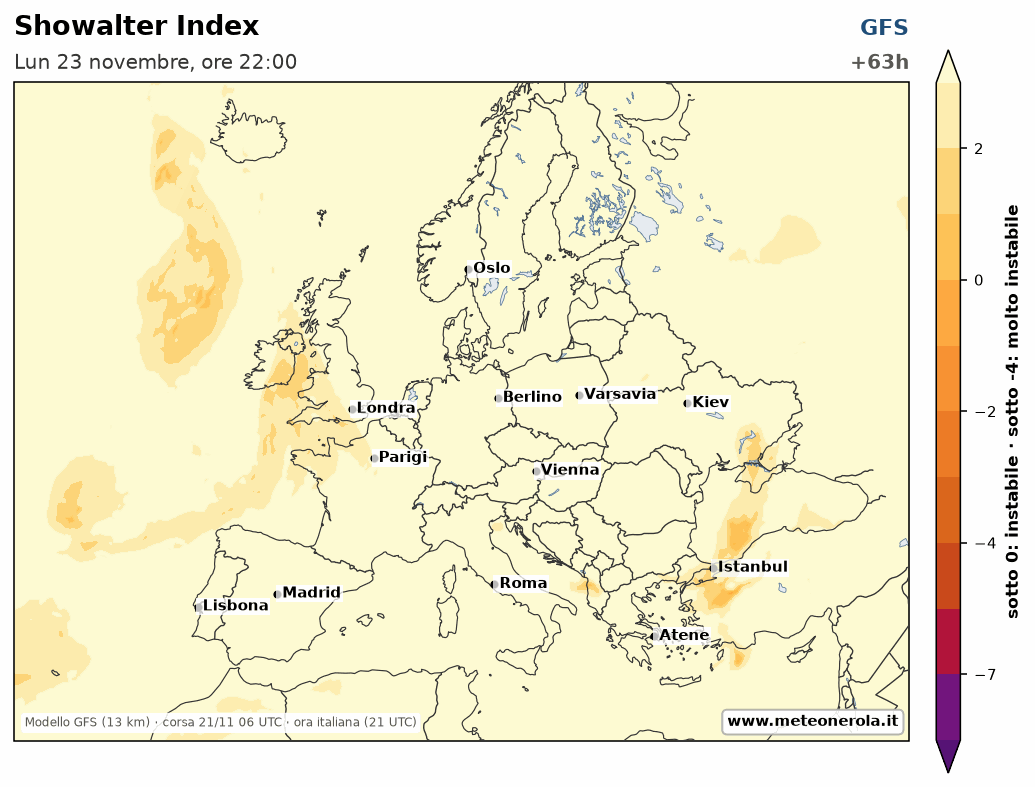 Showalter Index
GFS
Lun 23 novembre, ore 22:00
+63h
Oslo
Londra
Berlino
Varsavia
Kiev
Parigi
Vienna
Istanbul
Roma
Madrid
Lisbona
Atene
Modello GFS (13 km) · corsa 21/11 06 UTC · ora italiana (21 UTC)
www.meteonerola.it
2
0
−2
−4
−7
sotto 0: instabile · sotto -4: molto instabile